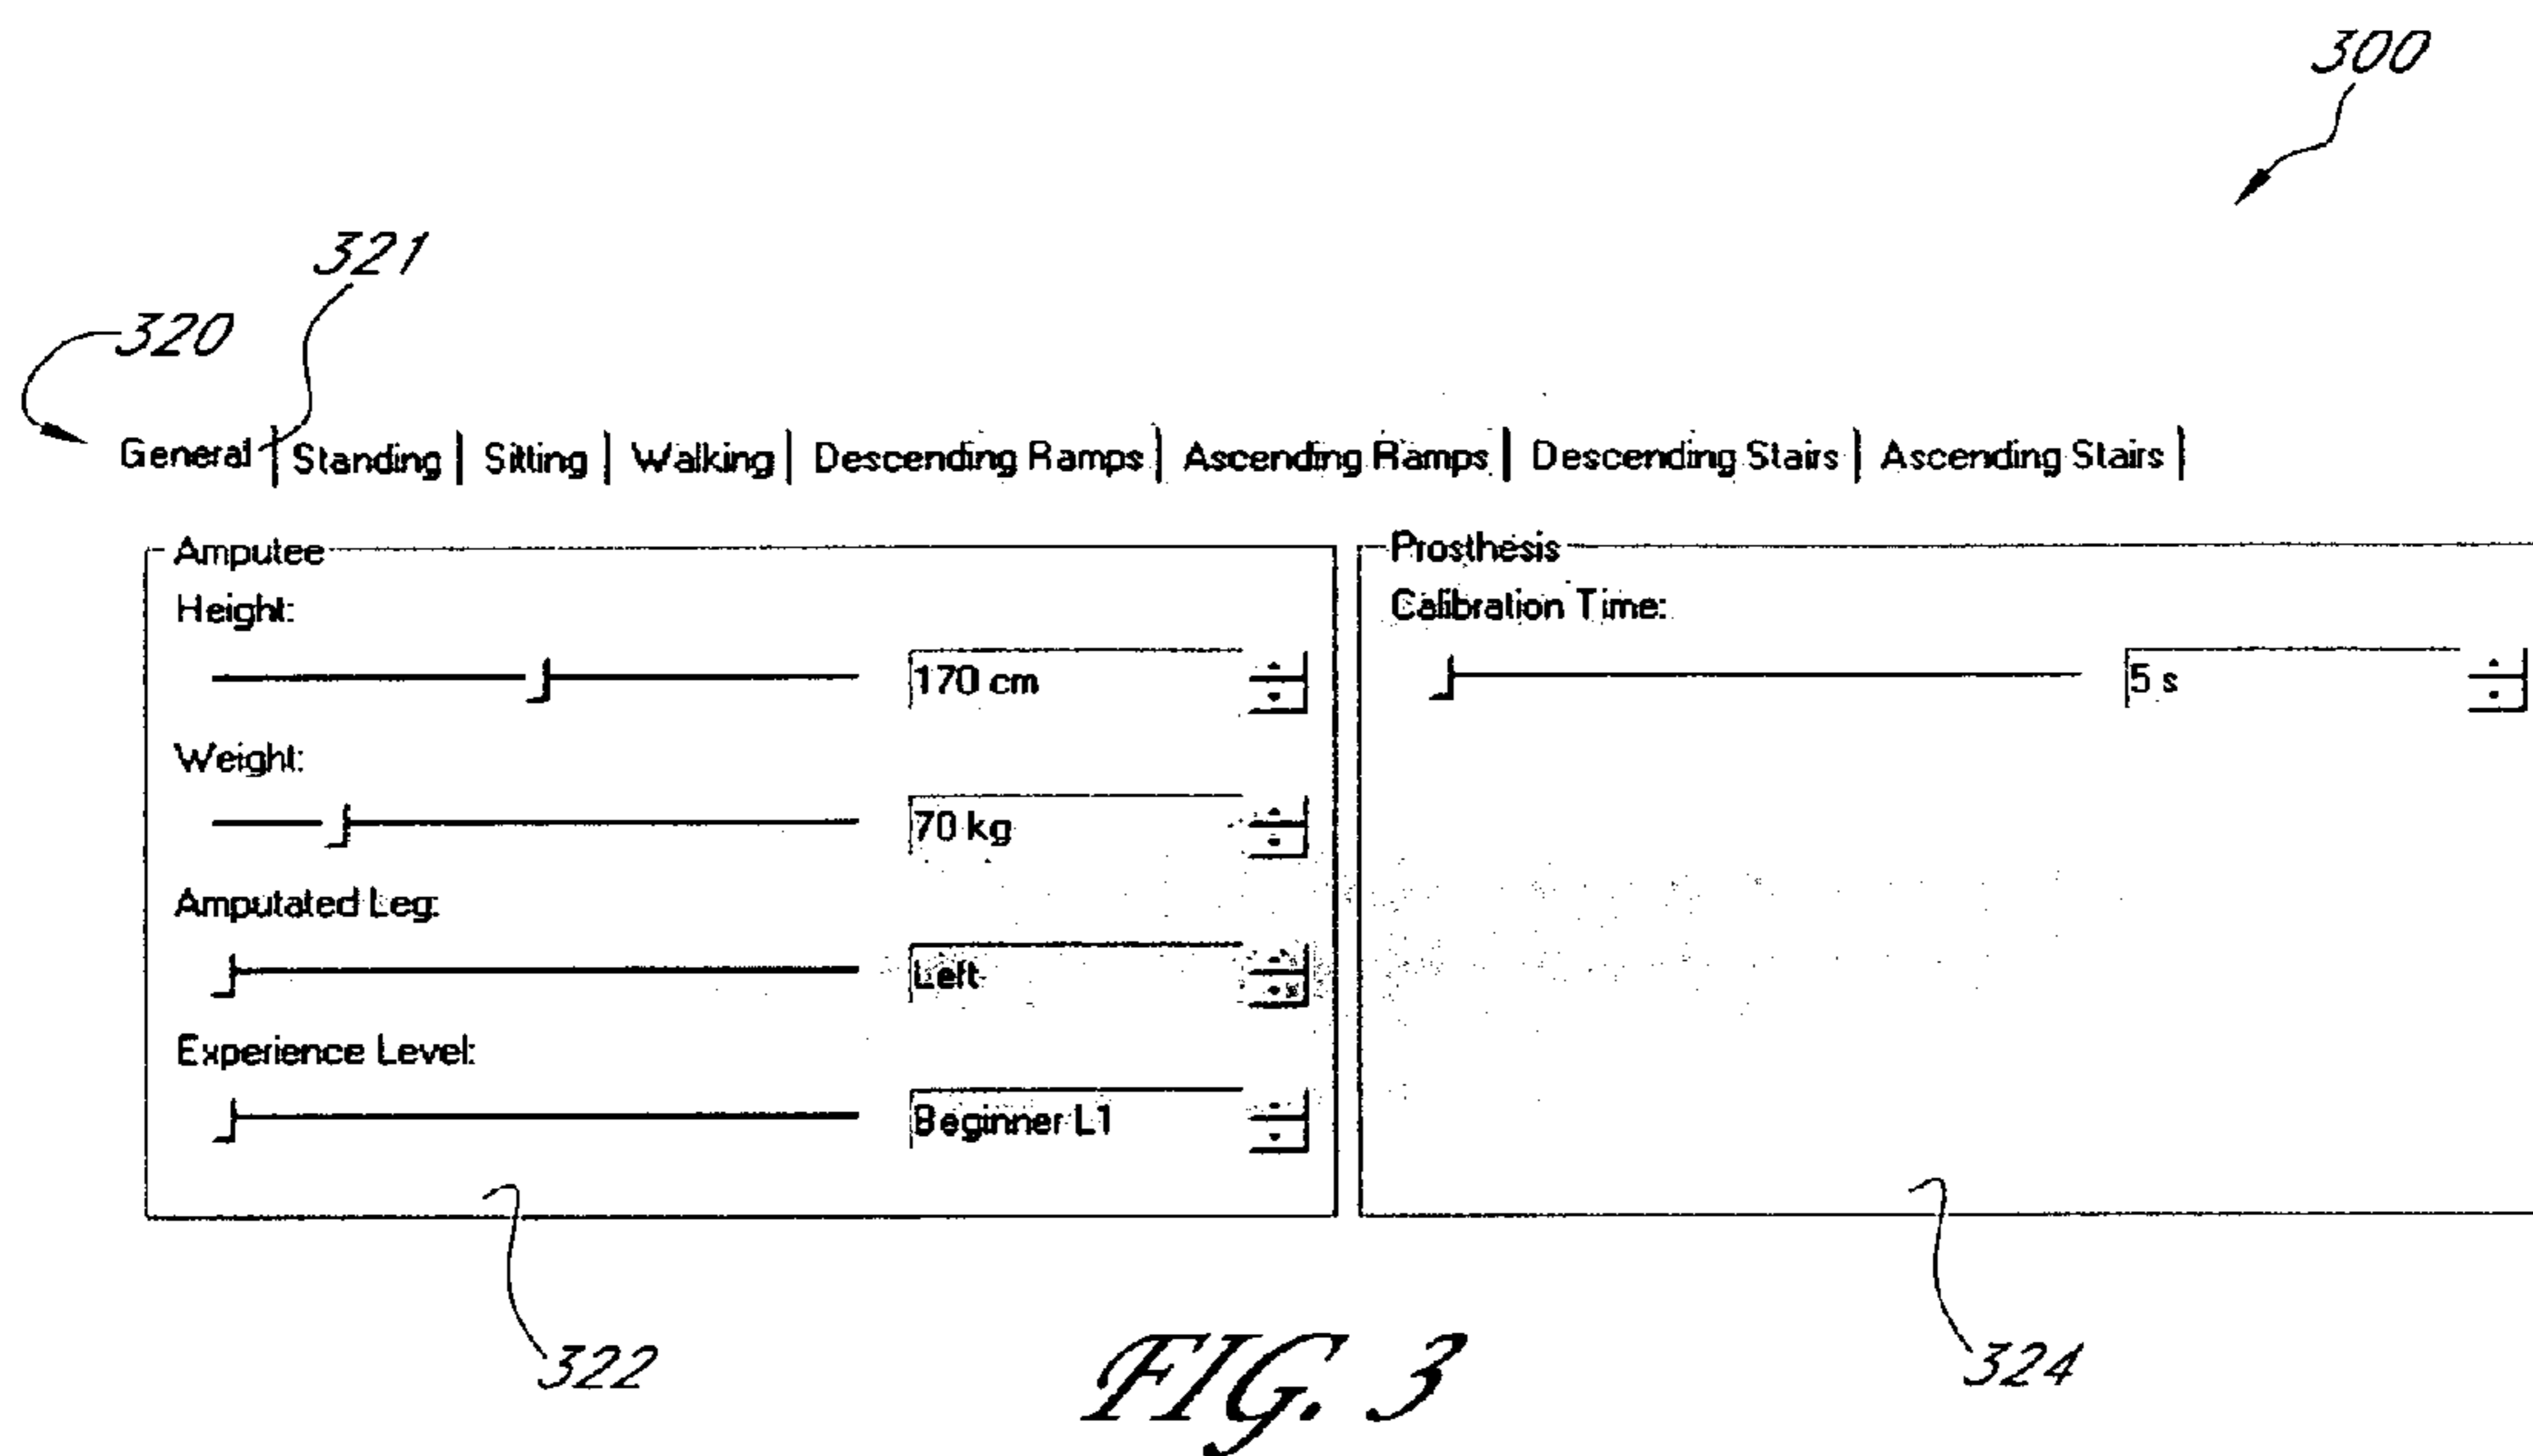 300
321
320
General | Standing | Sitting | Walking | Descending Ramps | Ascending Ramps | Descending Stairs | Ascending Stairs |
Amputee
Prosthesis
Height:
Calibration Time:
170 cm
5 s
Weight:
70 kg
Amputated Leg:
Left
Experience Level:
Beginner L1
322
324
FIG. 3